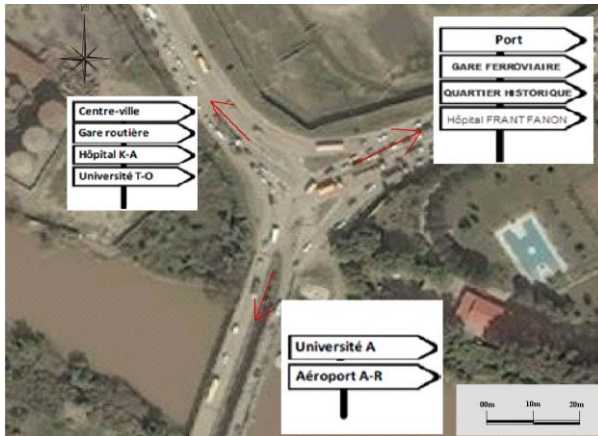 Port
GARE FERROVIAIRE
QUARTIER HISTORIQUE
Hôpital FRANT FANON
Centre-ville
Gare routière
Hôpital K-A
Université T-O
Université A
Aéroport A-R
00m 10m 20m